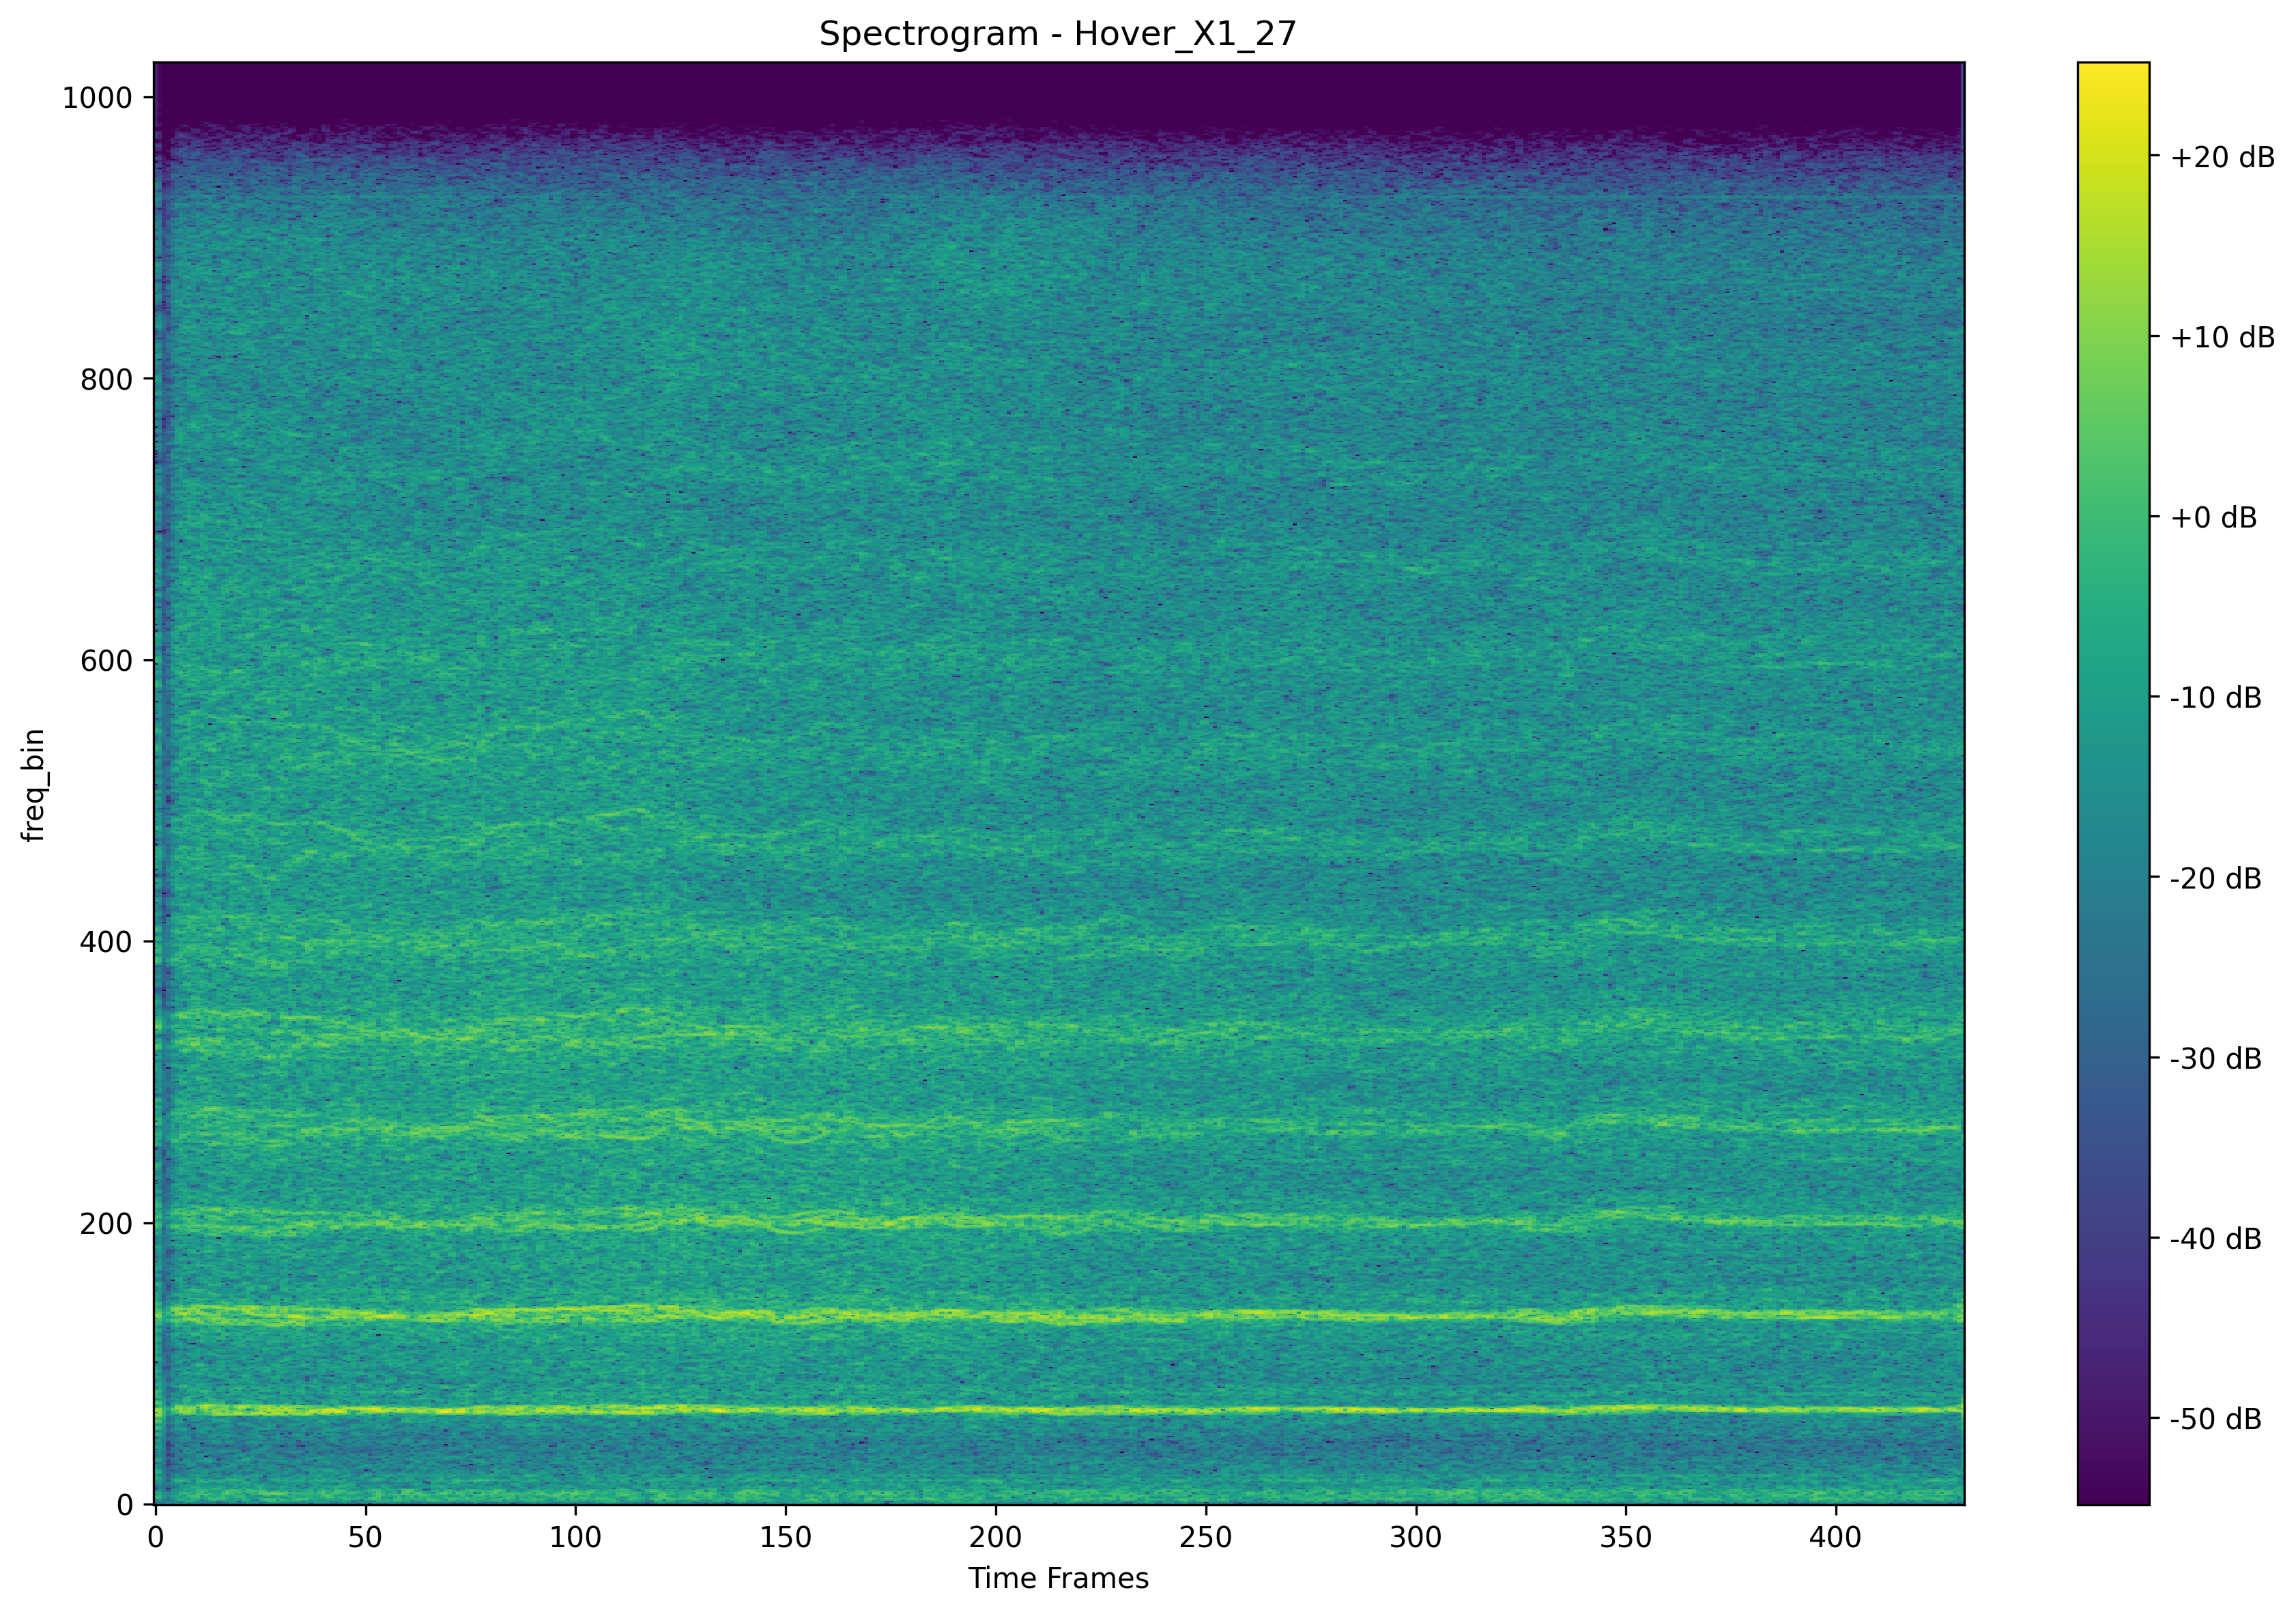 Spectrogram - Hover_X1_27
1000
800
600
400
200
0
freq_bin
0 50 100 150 200 250 300 350 400
Time Frames
+20 dB
+10 dB
+0 dB
-10 dB
-20 dB
-30 dB
-40 dB
-50 dB